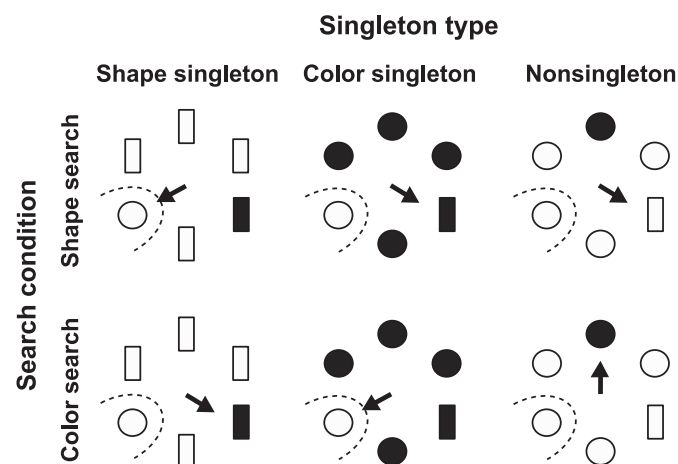 Singleton type
Shape singleton Color singleton Nonsingleton
Search condition
Shape search
Color search